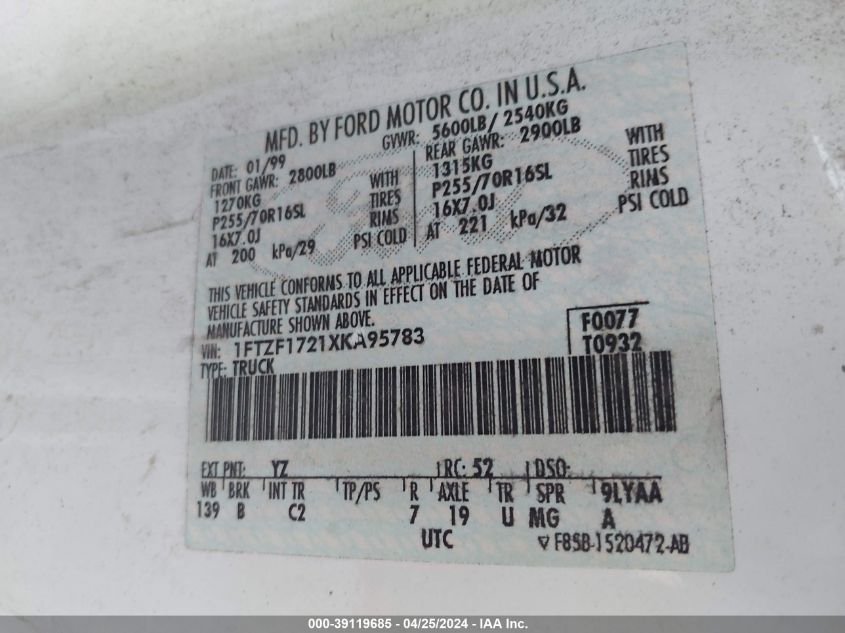 MFD. BY FORD MOTOR CO. IN U.S.A.
DATE: 01/99 GVWR: 5600LB/ 2540KG
FRONT GAWR: 2800LB REAR GAWR: 2900LB
1270KG WITH 1315KG WITH
P255/70R16SL TIRES P255/70R16SL TIRES
16X7.0J RIMS 16X7.0J RIMS
AT 200 kPa/29 PSI COLD AT 221 kPa/32 PSI COLD
THIS VEHICLE CONFORMS TO ALL APPLICABLE FEDERAL MOTOR
VEHICLE SAFETY STANDARDS IN EFFECT ON THE DATE OF
MANUFACTURE SHOWN ABOVE.
VIN: 1FTZF1721XKA95783 F0077
TYPE: TRUCK T0932
EXT PNT: YZ RC: 52 DSO:
WB BRK INT TR TP/PS R AXLE TR SPR 9LYAA
139 B C2 7 19 U MG A
UTC F85B-1520472-AB
000-39119685 - 04/25/2024 - IAA Inc.